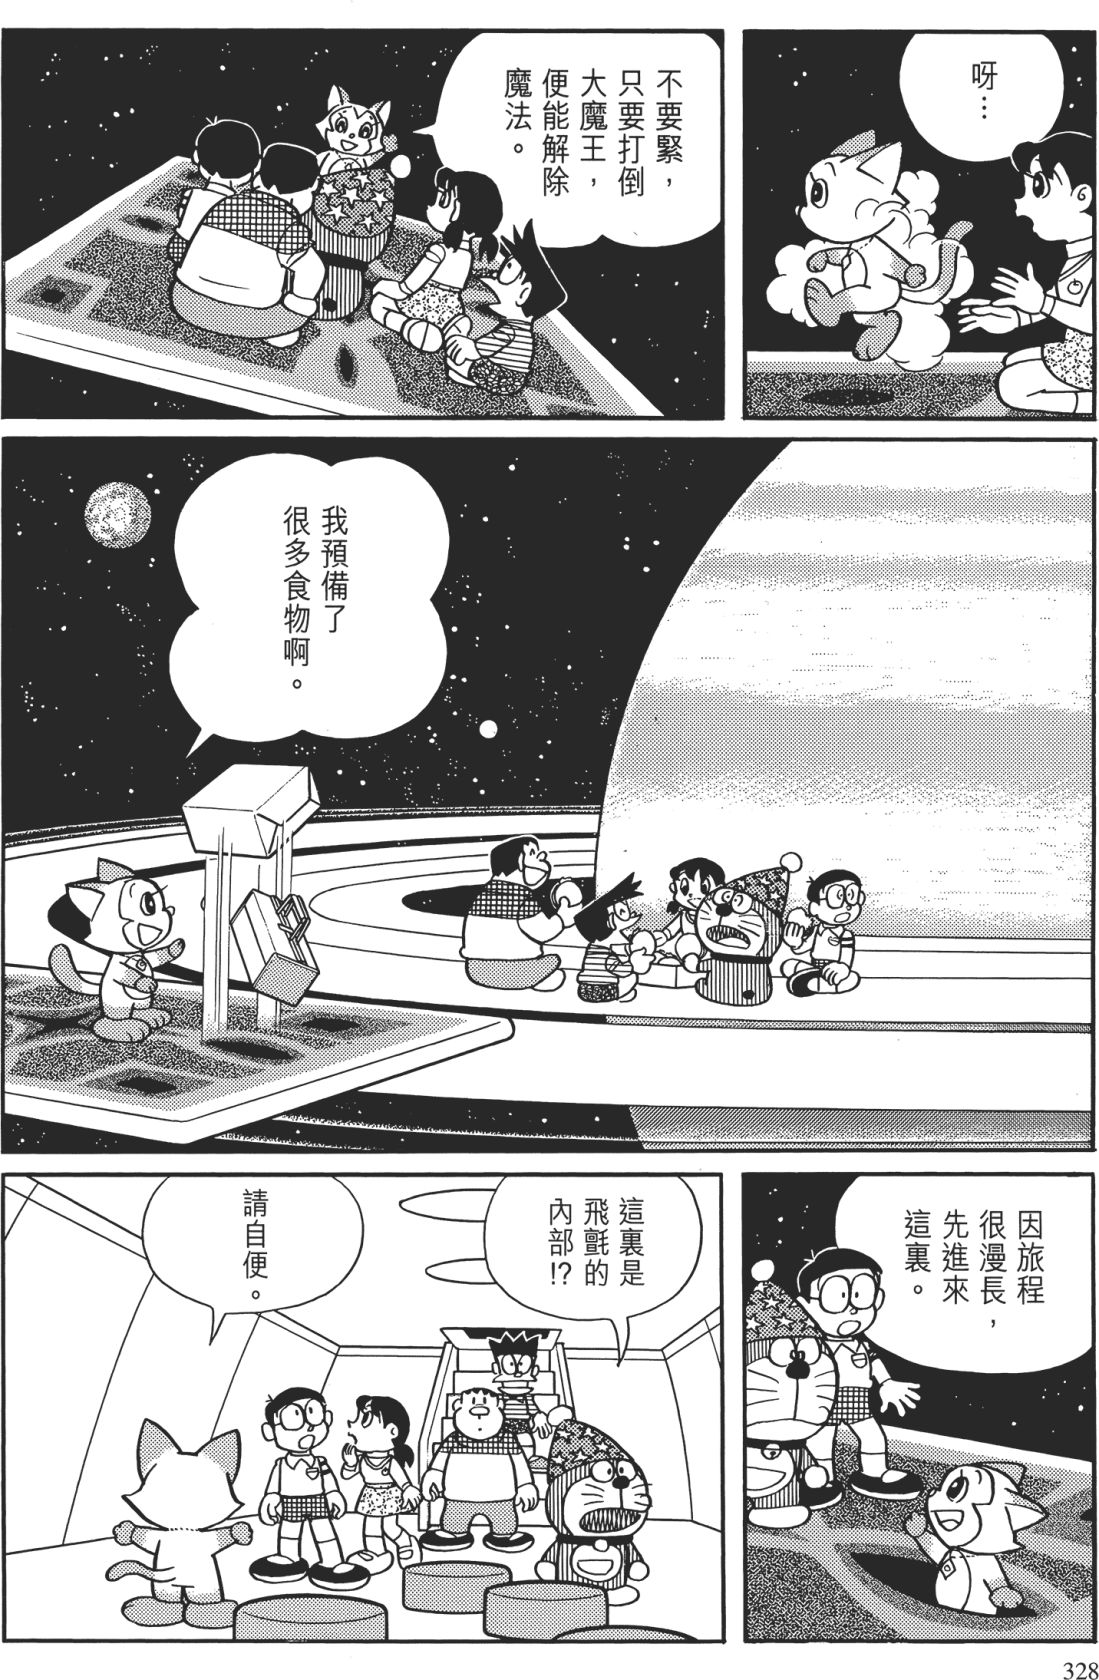 呀…
不要緊，
只要打倒
大魔王，
便能解除
魔法。
我預備了
很多食物啊。
因旅程
很漫長，
先進來
這裏。
這裏是
飛氈的
內部!?
請自便。
328